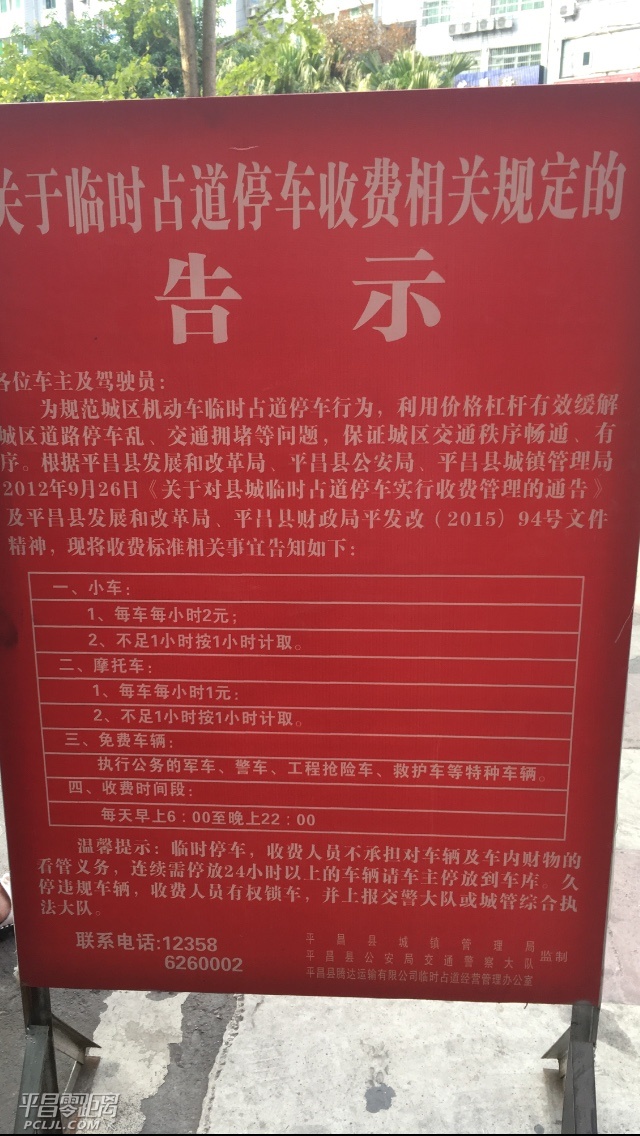 关于临时占道停车收费相关规定的
告 示
各位车主及驾驶员：
为规范城区机动车临时占道停车行为，利用价格杠杆有效缓解
城区道路停车乱、交通拥堵等问题，保证城区交通秩序畅通、有
序。根据平昌县发展和改革局、平昌县公安局、平昌县城镇管理局
2012年9月26日《关于对县城临时占道停车实行收费管理的通告》
及平昌县发展和改革局、平昌县财政局平发改（2015）94号文件
精神，现将收费标准相关事宜告知如下：
一、小车：
1、每车每小时2元；
2、不足1小时按1小时计取。
二、摩托车：
1、每车每小时1元：
2、不足1小时按1小时计取。
三、免费车辆：
执行公务的军车、警车、工程抢险车、救护车等特种车辆。
四、收费时间段：
每天早上6：00至晚上22：00
温馨提示：临时停车，收费人员不承担对车辆及车内财物的
看管义务，连续需停放24小时以上的车辆请车主停放到车库。久
停违规车辆，收费人员有权锁车，并上报交警大队或城管综合执
法大队。
联系电话:12358
6260002
平昌县城镇管理局
平昌县公安局交通警察大队 监制
平昌县腾达运输有限公司临时占道经营管理办公室
平昌零距离
PCLJL.COM